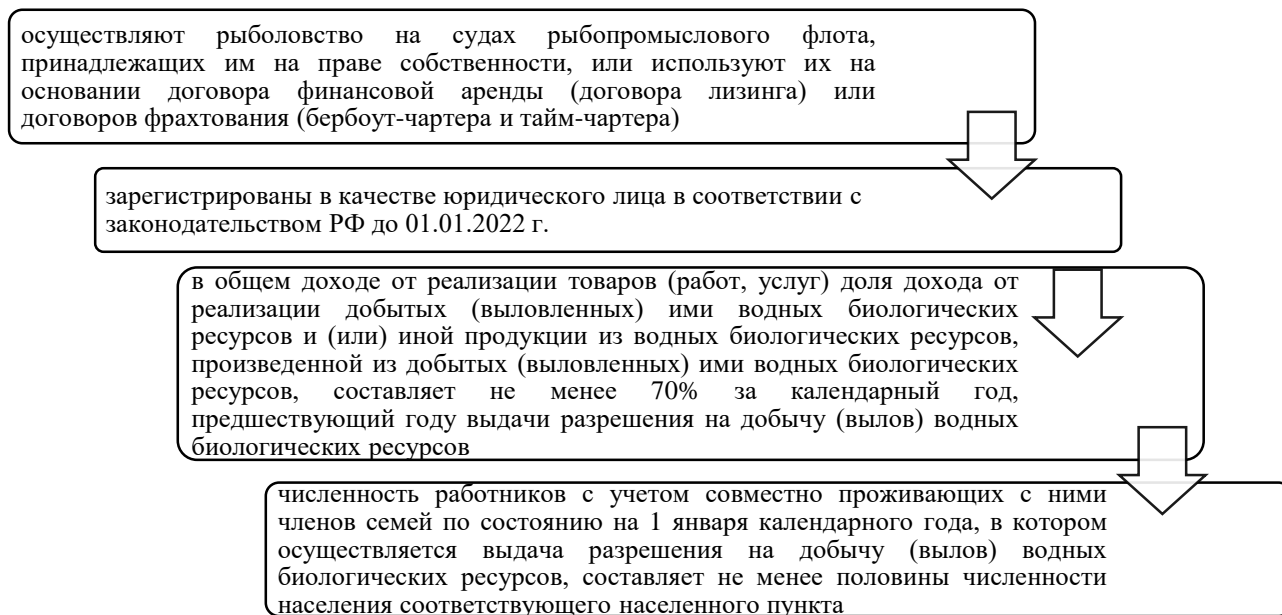 осуществляют рыболовство на судах рыбопромыслового флота,
принадлежащих им на праве собственности, или используют их на
основании договора финансовой аренды (договора лизинга) или
договоров фрахтования (бербоут-чартера и тайм-чартера)
зарегистрированы в качестве юридического лица в соответствии с
законодательством РФ до 01.01.2022 г.
в общем доходе от реализации товаров (работ, услуг) доля дохода от
реализации добытых (выловленных) ими водных биологических
ресурсов и (или) иной продукции из водных биологических ресурсов,
произведенной из добытых (выловленных) ими водных биологических
ресурсов, составляет не менее 70% за календарный год,
предшествующий году выдачи разрешения на добычу (вылов) водных
биологических ресурсов
численность работников с учетом совместно проживающих с ними
членов семей по состоянию на 1 января календарного года, в котором
осуществляется выдача разрешения на добычу (вылов) водных
биологических ресурсов, составляет не менее половины численности
населения соответствующего населенного пункта